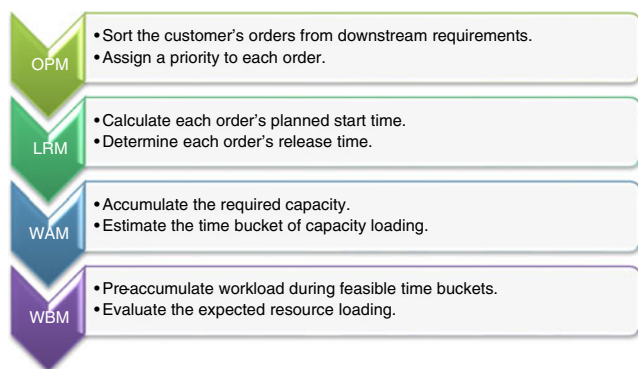 OPM
• Sort the customer’s orders from downstream requirements.
• Assign a priority to each order.
LRM
• Calculate each order’s planned start time.
• Determine each order’s release time.
WAM
• Accumulate the required capacity.
• Estimate the time bucket of capacity loading.
WBM
• Pre-accumulate workload during feasible time buckets.
• Evaluate the expected resource loading.